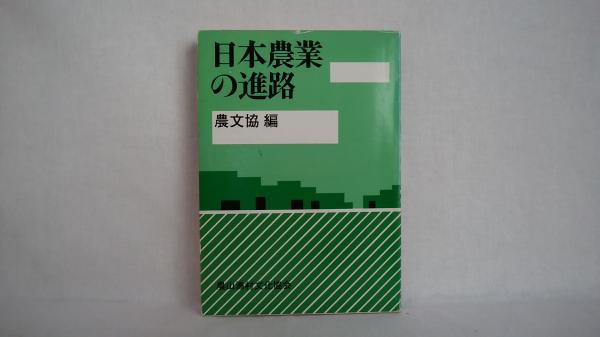 日本農業
の進路
農文協 編
農山漁村文化協会